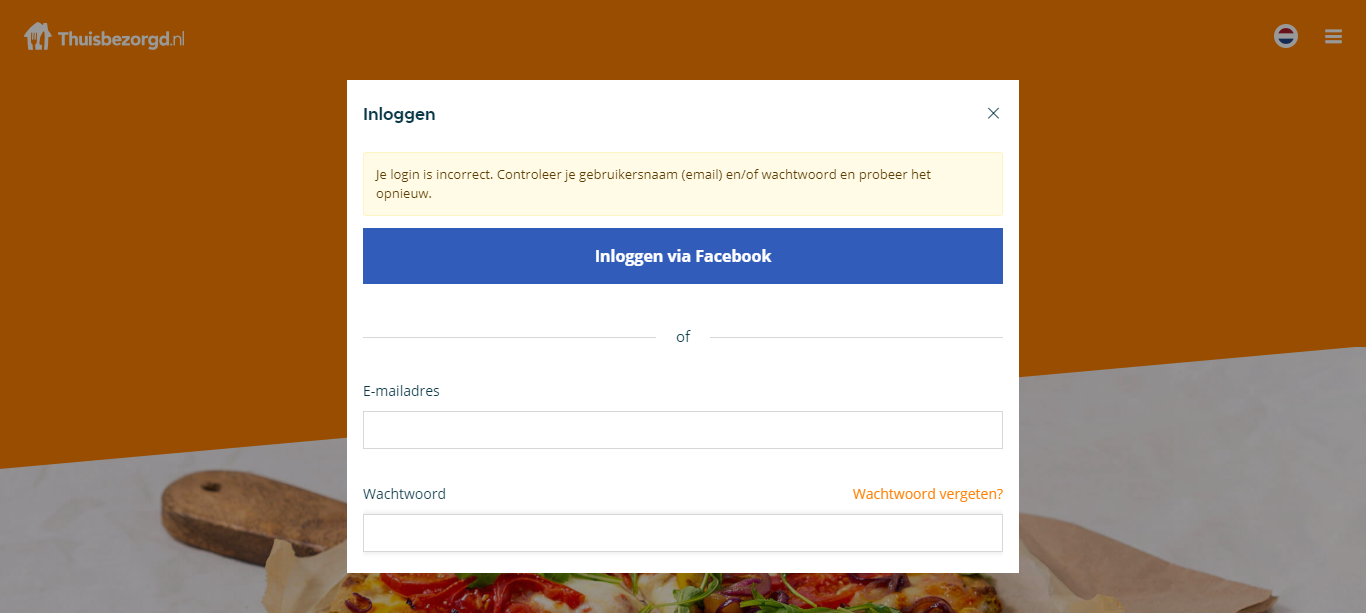 Thuisbezorgd.nl
Inloggen
Je login is incorrect. Controleer je gebruikersnaam (email) en/of wachtwoord en probeer het
opnieuw.
Inloggen via Facebook
of
E-mailadres
Wachtwoord
Wachtwoord vergeten?